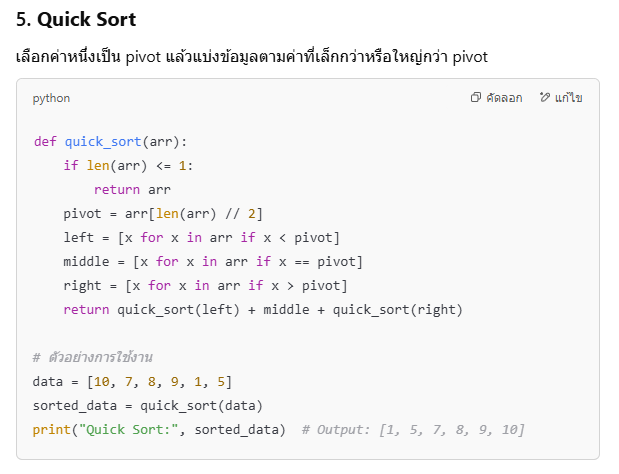 5. Quick Sort
เลือกค่าหนึ่งเป็น pivot แล้วแบ่งข้อมูลตามค่าที่เล็กกว่าหรือใหญ่กว่า pivot
python คัดลอก แก้ไข
def quick_sort(arr):
    if len(arr) <= 1:
        return arr
    pivot = arr[len(arr) // 2]
    left = [x for x in arr if x < pivot]
    middle = [x for x in arr if x == pivot]
    right = [x for x in arr if x > pivot]
    return quick_sort(left) + middle + quick_sort(right)
# ตัวอย่างการใช้งาน
data = [10, 7, 8, 9, 1, 5]
sorted_data = quick_sort(data)
print("Quick Sort:", sorted_data)  # Output: [1, 5, 7, 8, 9, 10]